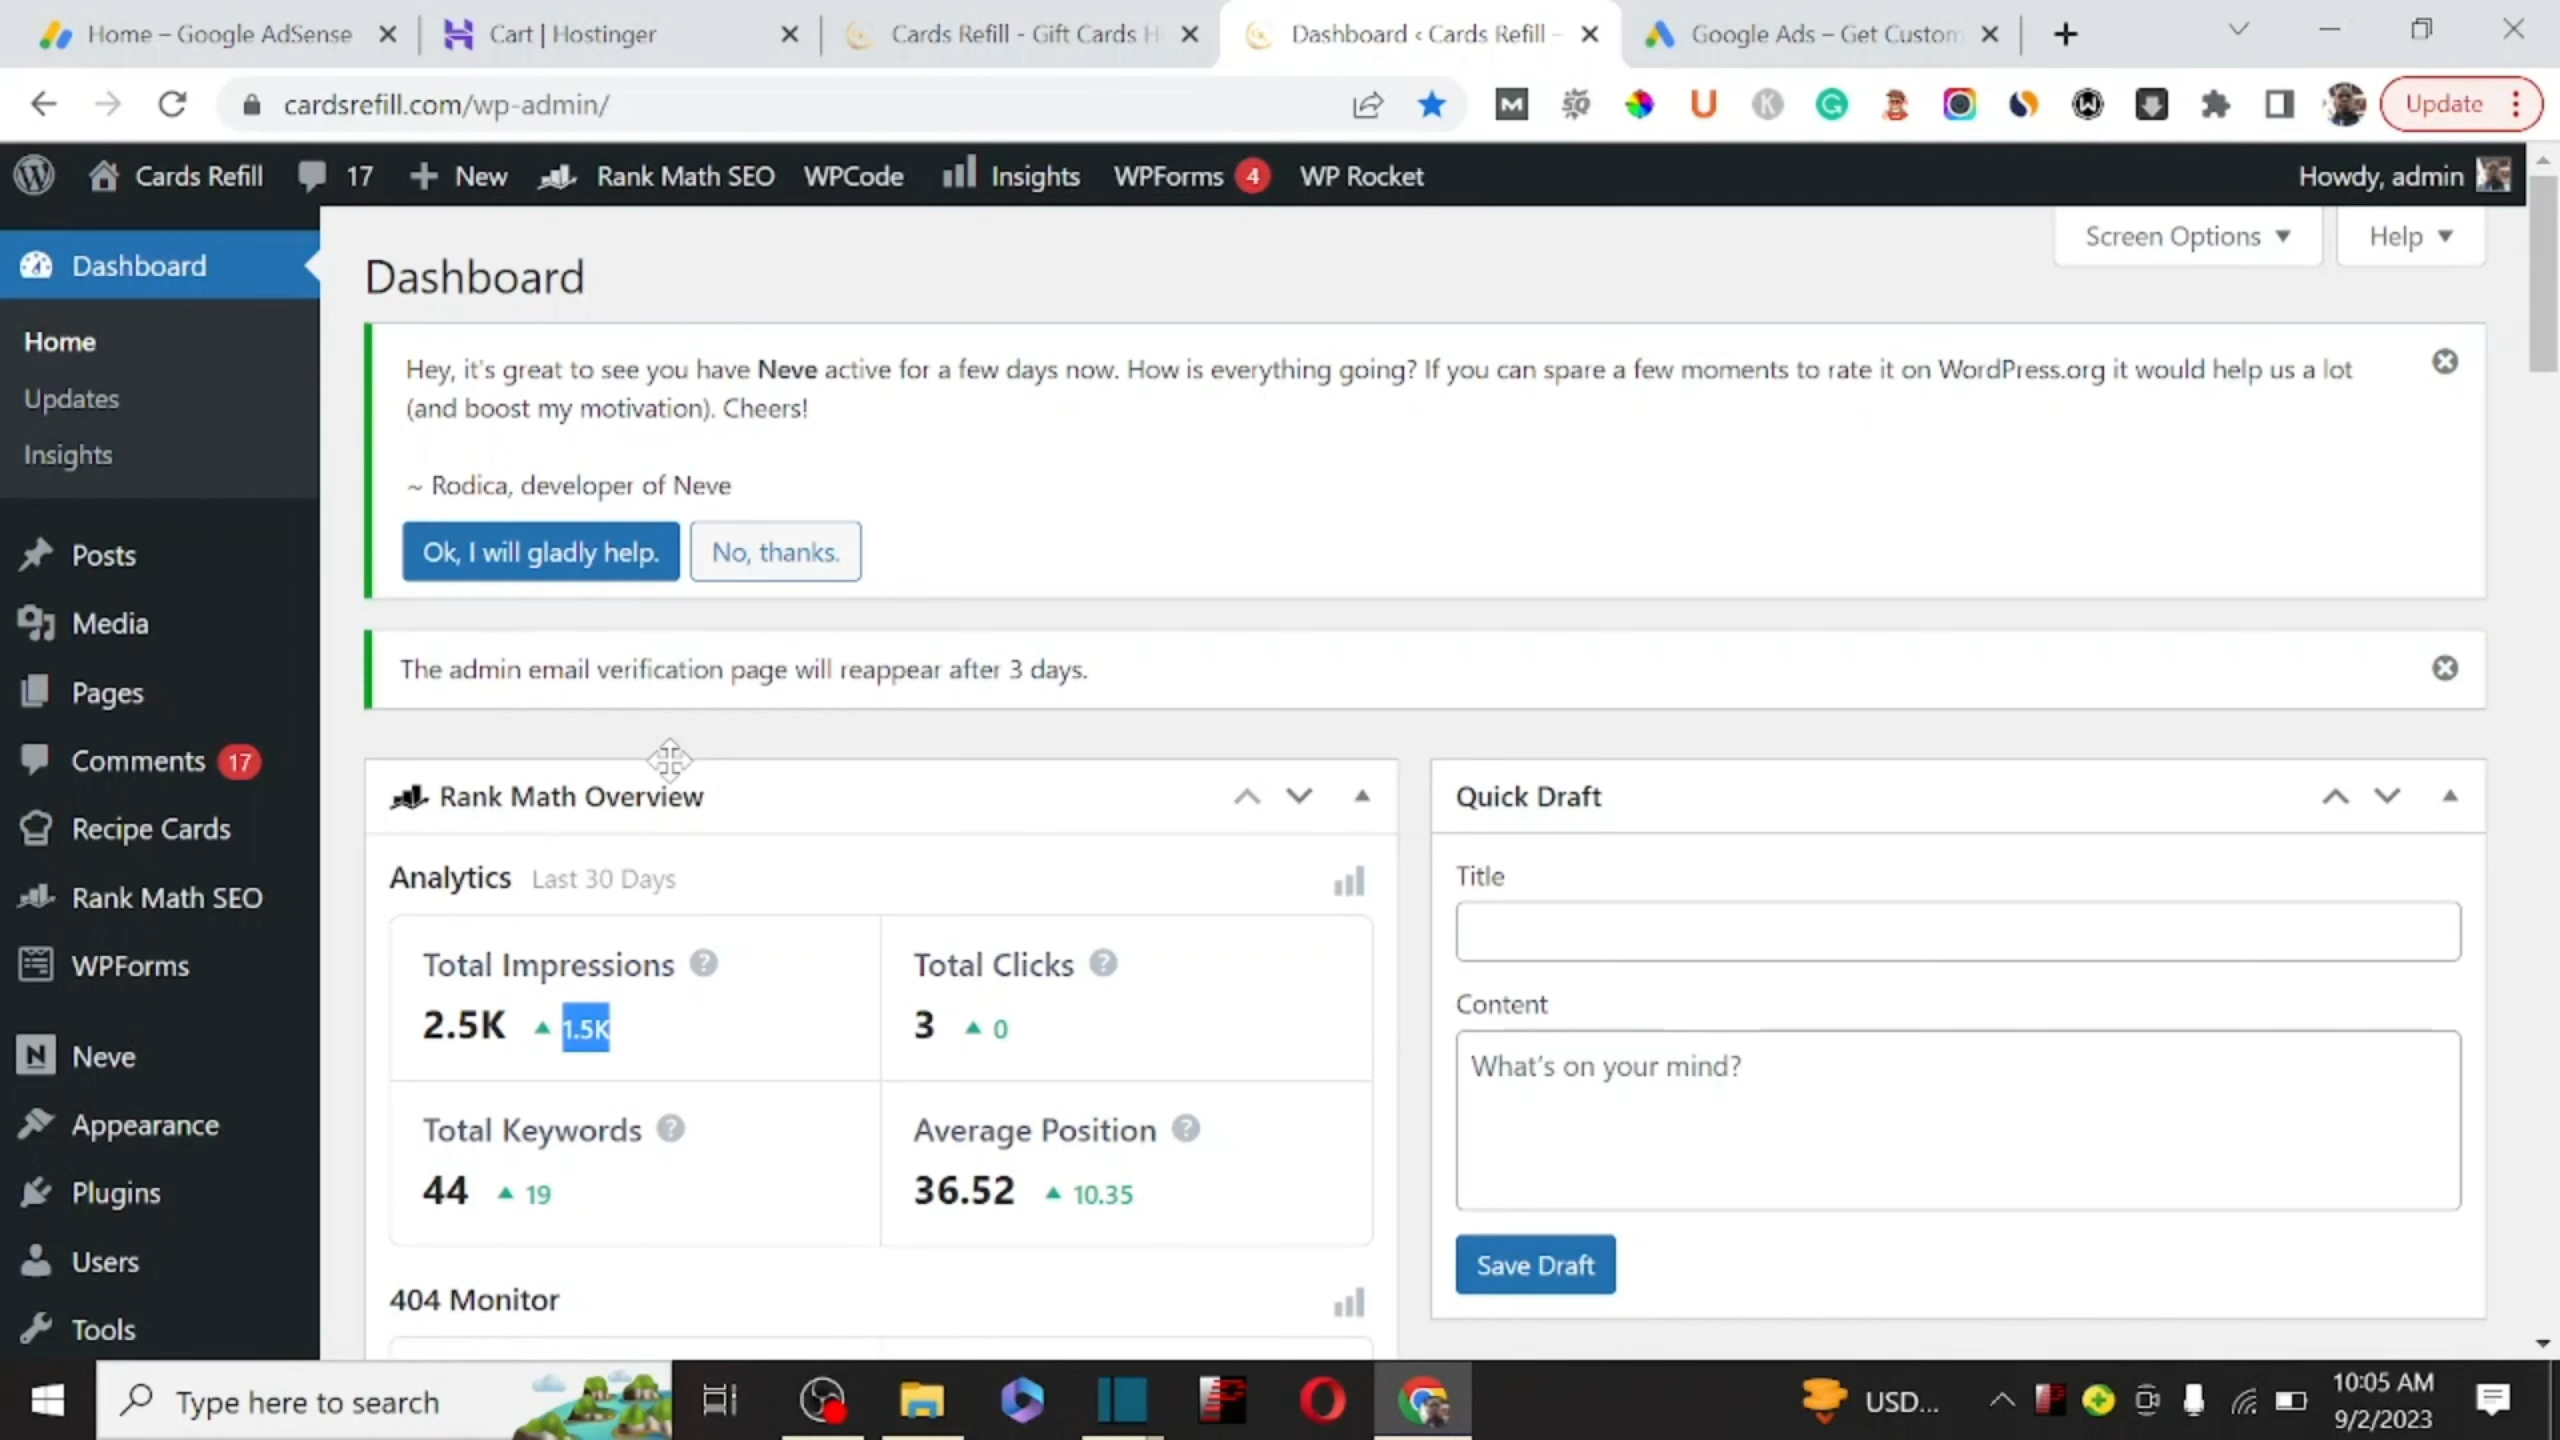 Home – Google AdSense
Cart | Hostinger
Cards Refill - Gift Cards H
Dashboard ‹ Cards Refill –
Google Ads – Get Custom
cardsrefill.com/wp-admin/
Update
Cards Refill
17
New
Rank Math SEO
WPCode
Insights
WPForms 4
WP Rocket
Howdy, admin
Screen Options
Help
Dashboard
Home
Updates
Insights
Posts
Media
Pages
Comments 17
Recipe Cards
Rank Math SEO
WPForms
Neve
Appearance
Plugins
Users
Tools
Dashboard
Hey, it's great to see you have Neve active for a few days now. How is everything going? If you can spare a few moments to rate it on WordPress.org it would help us a lot
(and boost my motivation). Cheers!
~ Rodica, developer of Neve
Ok, I will gladly help.
No, thanks.
The admin email verification page will reappear after 3 days.
Rank Math Overview
Analytics Last 30 Days
Total Impressions ?
2.5K ▲ 1.5K
Total Clicks ?
3 ▲ 0
Total Keywords ?
44 ▲ 19
Average Position ?
36.52 ▲ 10.35
404 Monitor
Quick Draft
Title
Content
What's on your mind?
Save Draft
Type here to search
USD...
10:05 AM
9/2/2023